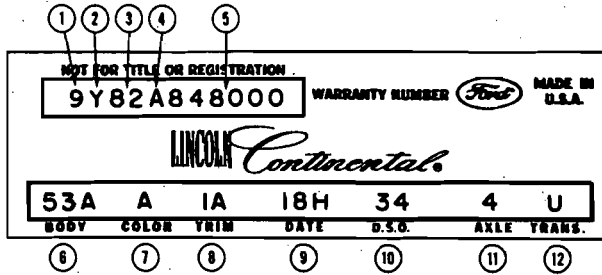 1 2 3 4 5
NOT FOR TITLE OR REGISTRATION
9Y82A848000 WARRANTY NUMBER Ford MADE IN U.S.A.
LINCOLN Continental
53A A 1A 18H 34 4 U
BODY COLOR TRIM DATE D.S.O. AXLE TRANS.
6 7 8 9 10 11 12